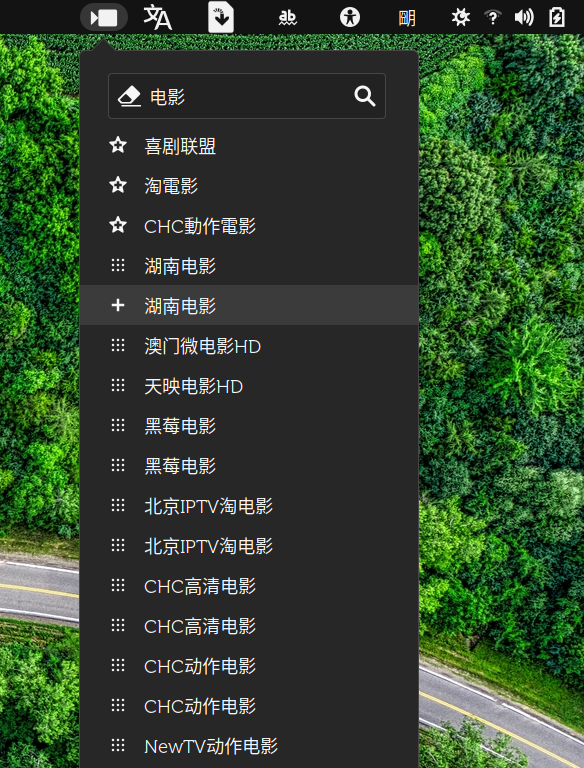 ab
明
电影
喜剧联盟
淘電影
CHC動作電影
湖南电影
湖南电影
澳门微电影HD
天映电影HD
黑莓电影
黑莓电影
北京IPTV淘电影
北京IPTV淘电影
CHC高清电影
CHC高清电影
CHC动作电影
CHC动作电影
NewTV动作电影